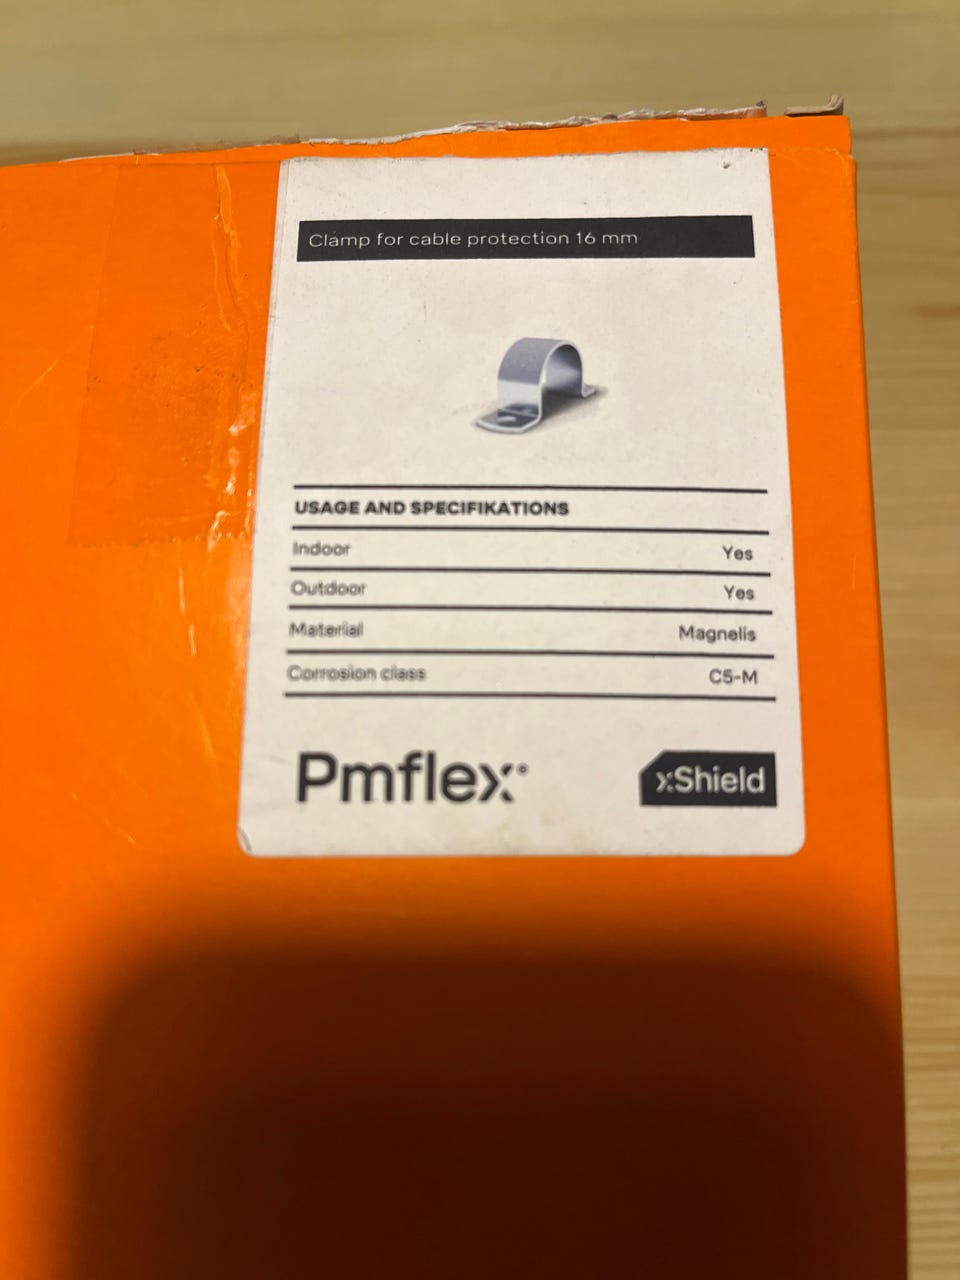 Clamp for cable protection 16 mm
USAGE AND SPECIFIKATIONS
Indoor Yes
Outdoor Yes
Material Magnelis
Corrosion class C5-M
Pmflex® xShield